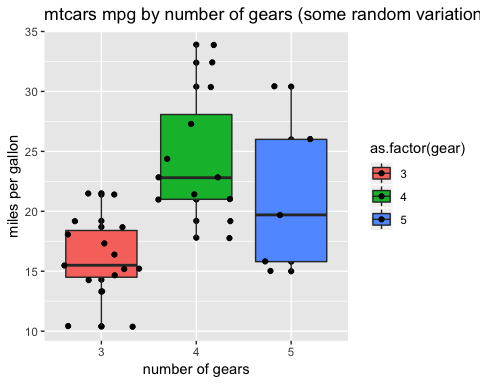 mtcars mpg by number of gears (some random variation
35
30
25
20
15
10
miles per gallon
3 4 5
number of gears
as.factor(gear)
3
4
5